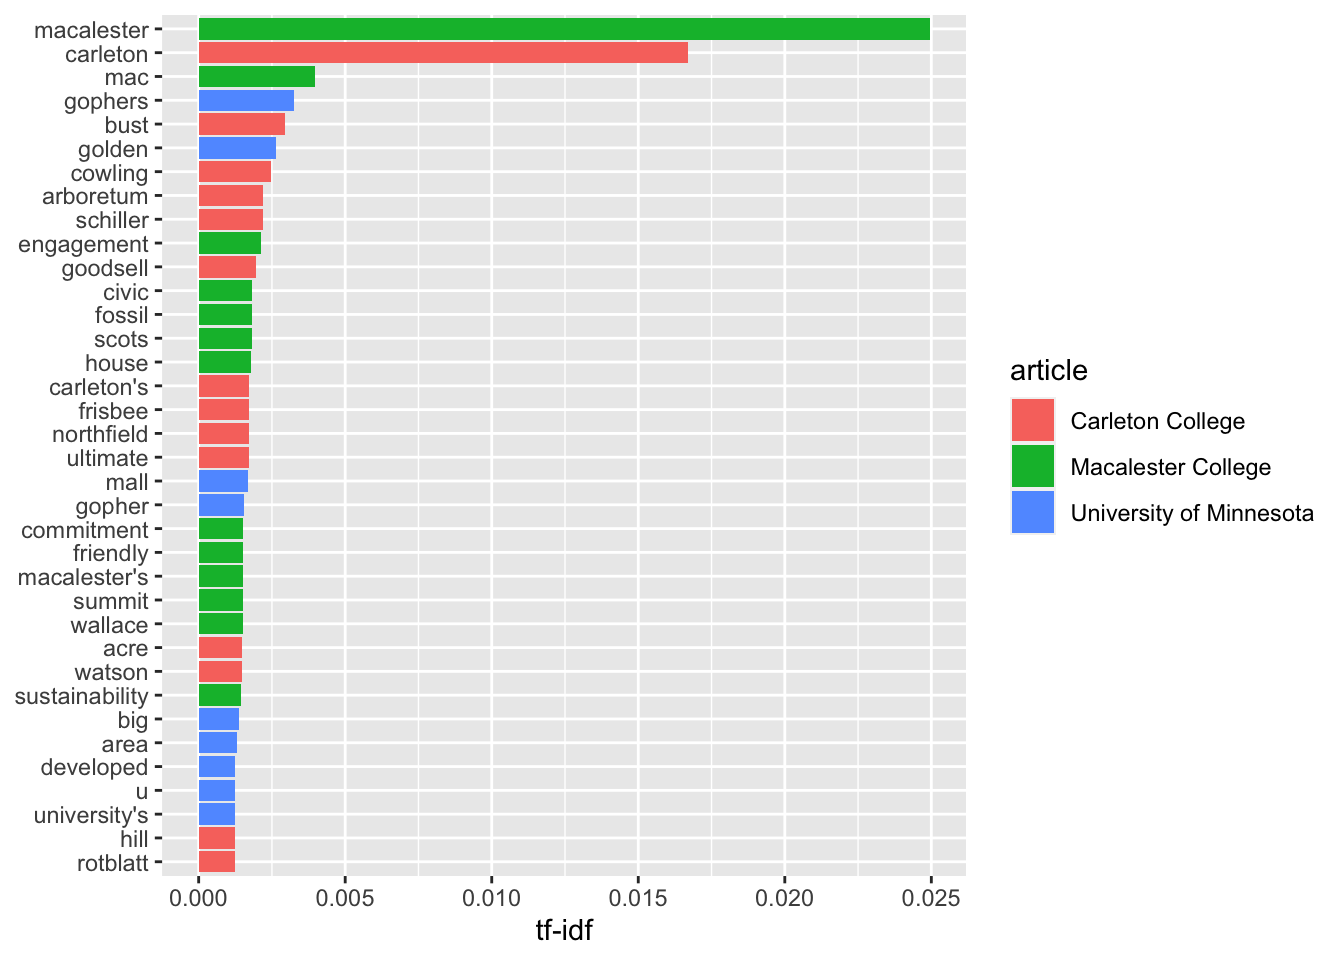 macalester
carleton
mac
gophers
bust
golden
cowling
arboretum
schiller
engagement
goodsell
civic
fossil
scots
house
carleton's
frisbee
northfield
ultimate
mall
gopher
commitment
friendly
macalester's
summit
wallace
acre
watson
sustainability
big
area
developed
u
university's
hill
rotblatt
0.000 0.005 0.010 0.015 0.020 0.025
tf-idf
article
Carleton College
Macalester College
University of Minnesota